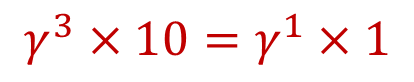 γ³ × 10 = γ¹ × 1